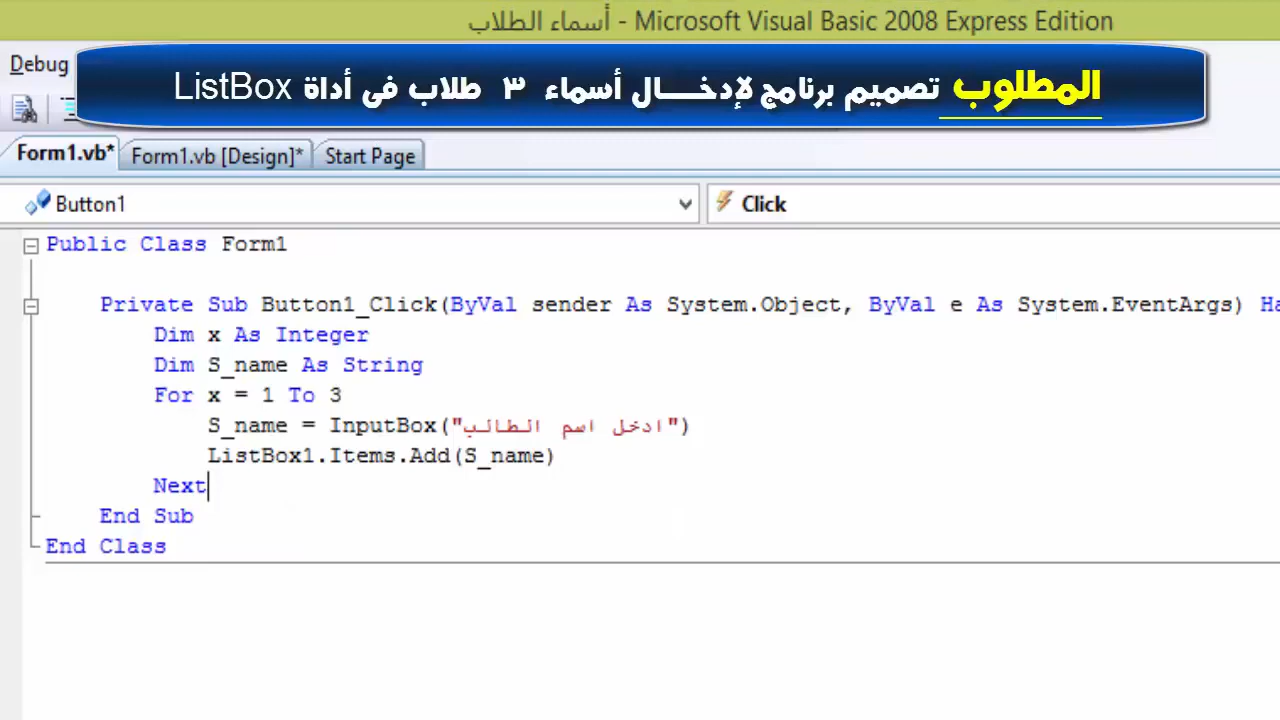 أسماء الطلاب - Microsoft Visual Basic 2008 Express Edition
Debug
المطلوب تصميم برنامج لإدخـــال أسماء ٣ طلاب فى أداة ListBox
Form1.vb* Form1.vb [Design]* Start Page
Button1 Click
Public Class Form1
Private Sub Button1_Click(ByVal sender As System.Object, ByVal e As System.EventArgs) Ha
Dim x As Integer
Dim S_name As String
For x = 1 To 3
S_name = InputBox("ادخل اسم الطالب")
ListBox1.Items.Add(S_name)
Next
End Sub
End Class